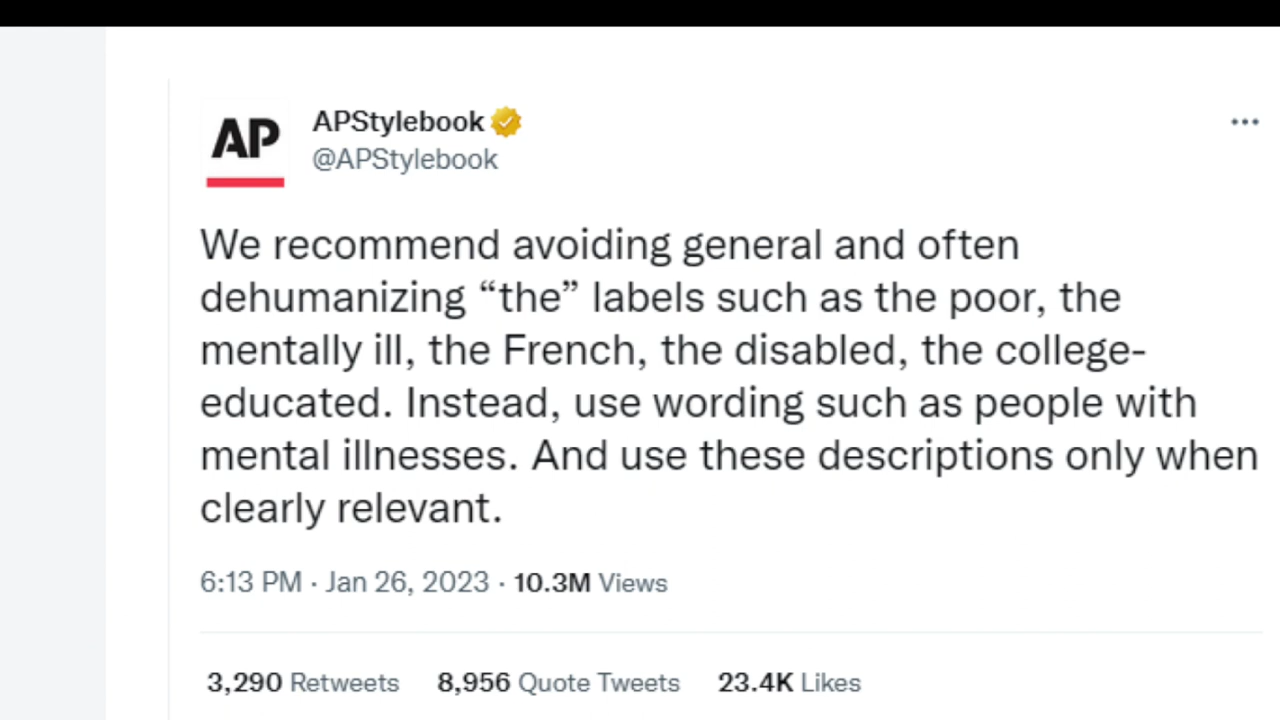 AP
APStylebook
@APStylebook
We recommend avoiding general and often
dehumanizing “the” labels such as the poor, the
mentally ill, the French, the disabled, the college-
educated. Instead, use wording such as people with
mental illnesses. And use these descriptions only when
clearly relevant.
6:13 PM · Jan 26, 2023 · 10.3M Views
3,290 Retweets 8,956 Quote Tweets 23.4K Likes